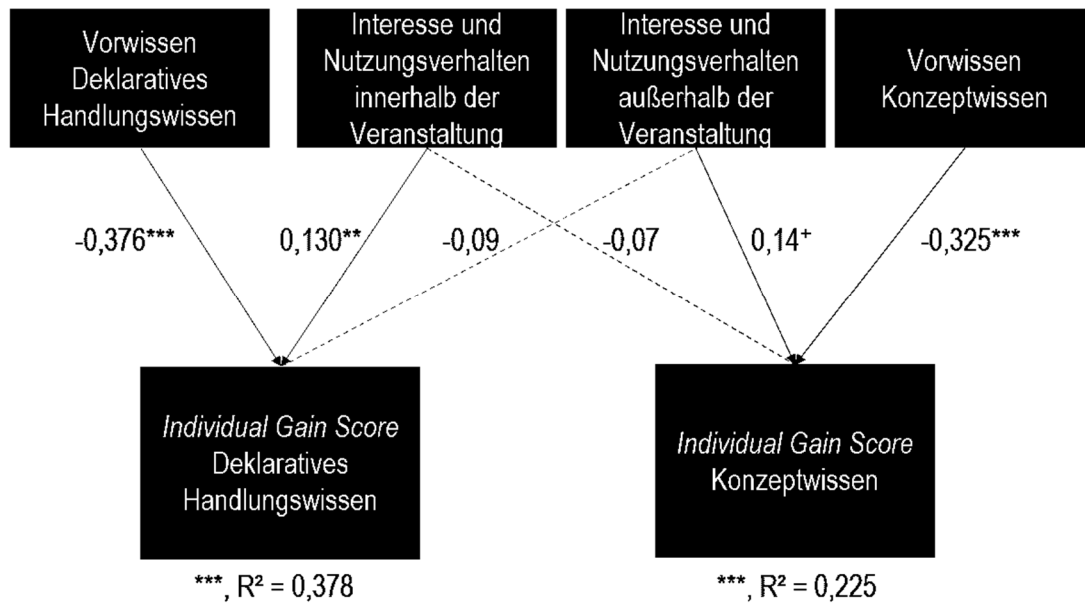 Vorwissen
Deklaratives
Handlungswissen
Interesse und
Nutzungsverhalten
innerhalb der
Veranstaltung
Interesse und
Nutzungsverhalten
außerhalb der
Veranstaltung
Vorwissen
Konzeptwissen
-0,376***
0,130**
-0,09
-0,07
0,14⁺
-0,325***
Individual Gain Score
Deklaratives
Handlungswissen
Individual Gain Score
Konzeptwissen
***, R² = 0,378
***, R² = 0,225